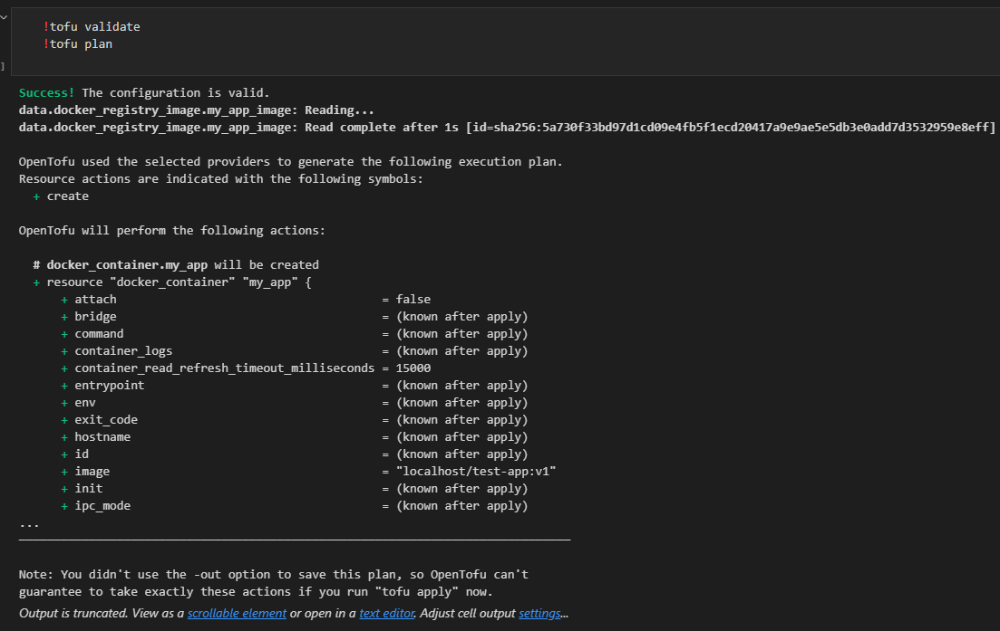 !tofu validate
!tofu plan
]
Success! The configuration is valid.
data.docker_registry_image.my_app_image: Reading...
data.docker_registry_image.my_app_image: Read complete after 1s [id=sha256:5a730f33bd97d1cd09e4fb5f1ecd20417a9e9ae5e5db3e0add7d3532959e8eff]
OpenTofu used the selected providers to generate the following execution plan.
Resource actions are indicated with the following symbols:
+ create
OpenTofu will perform the following actions:
# docker_container.my_app will be created
+ resource "docker_container" "my_app" {
+ attach = false
+ bridge = (known after apply)
+ command = (known after apply)
+ container_logs = (known after apply)
+ container_read_refresh_timeout_milliseconds = 15000
+ entrypoint = (known after apply)
+ env = (known after apply)
+ exit_code = (known after apply)
+ hostname = (known after apply)
+ id = (known after apply)
+ image = "localhost/test-app:v1"
+ init = (known after apply)
+ ipc_mode = (known after apply)
...
Note: You didn't use the -out option to save this plan, so OpenTofu can't
guarantee to take exactly these actions if you run "tofu apply" now.
Output is truncated. View as a scrollable element or open in a text editor. Adjust cell output settings...